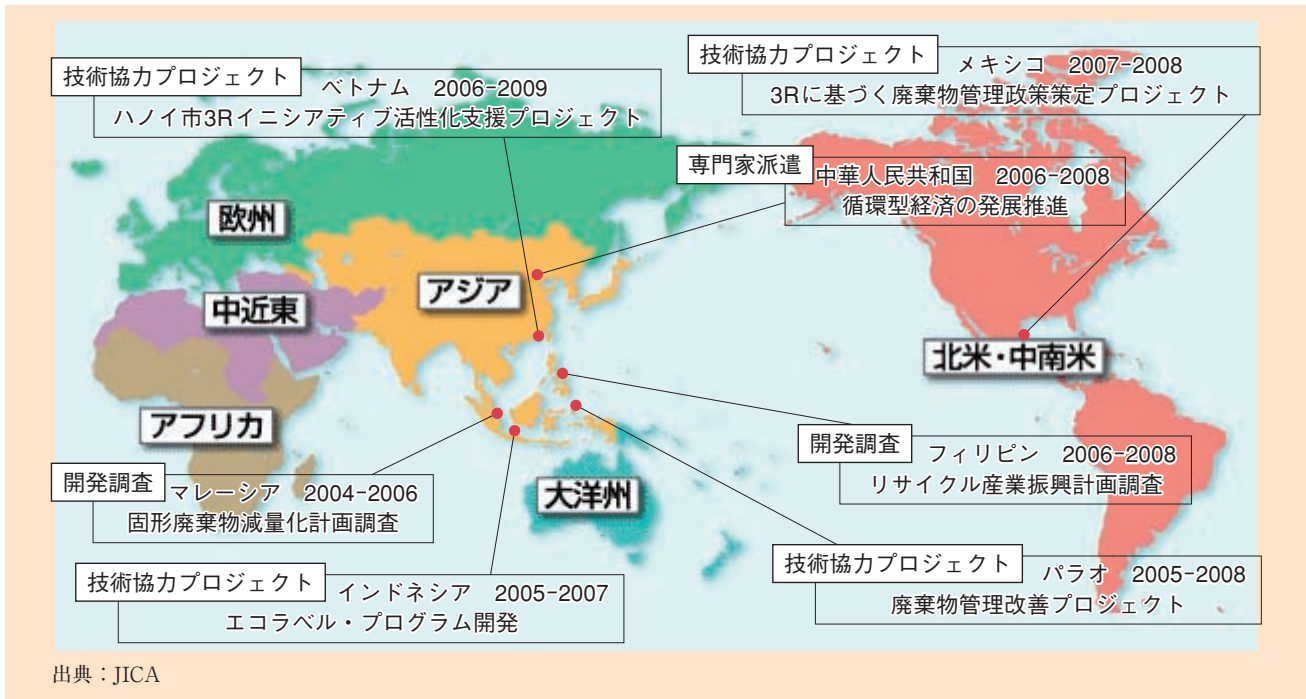 技術協力プロジェクト
ベトナム 2006-2009
ハノイ市3Rイニシアティブ活性化支援プロジェクト
技術協力プロジェクト
メキシコ 2007-2008
3Rに基づく廃棄物管理政策策定プロジェクト
専門家派遣
中華人民共和国 2006-2008
循環型経済の発展推進
欧州
アジア
中近東
北米・中南米
アフリカ
大洋州
開発調査
フィリピン 2006-2008
リサイクル産業振興計画調査
開発調査
マレーシア 2004-2006
固形廃棄物減量化計画調査
技術協力プロジェクト
パラオ 2005-2008
廃棄物管理改善プロジェクト
技術協力プロジェクト
インドネシア 2005-2007
エコラベル・プログラム開発
出典:JICA